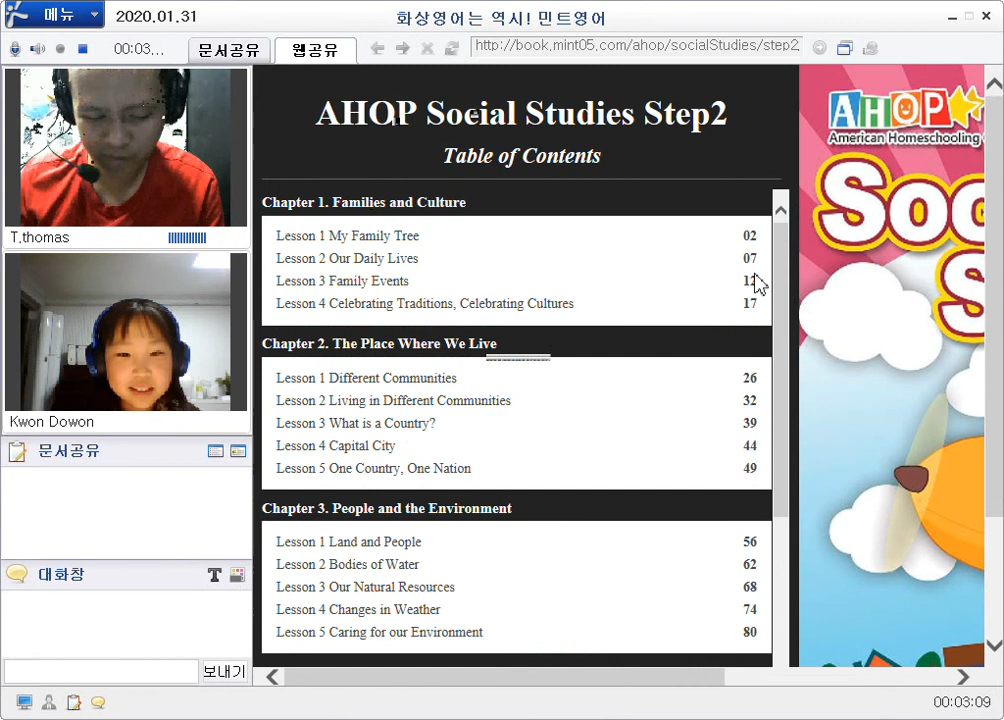 메뉴 2020.01.31 화상영어는 역시! 민트영어
00:03... 문서공유 웹공유 http://book.mint05.com/ahop/socialStudies/step2
T.thomas
Kwon Dowon
문서공유
대화창
보내기
AHOP Social Studies Step2
Table of Contents
Chapter 1. Families and Culture
Lesson 1 My Family Tree 02
Lesson 2 Our Daily Lives 07
Lesson 3 Family Events 12
Lesson 4 Celebrating Traditions, Celebrating Cultures 17
Chapter 2. The Place Where We Live
Lesson 1 Different Communities 26
Lesson 2 Living in Different Communities 32
Lesson 3 What is a Country? 39
Lesson 4 Capital City 44
Lesson 5 One Country, One Nation 49
Chapter 3. People and the Environment
Lesson 1 Land and People 56
Lesson 2 Bodies of Water 62
Lesson 3 Our Natural Resources 68
Lesson 4 Changes in Weather 74
Lesson 5 Caring for our Environment 80
AHOP
American Homeschooling
Soc
S
00:03:09